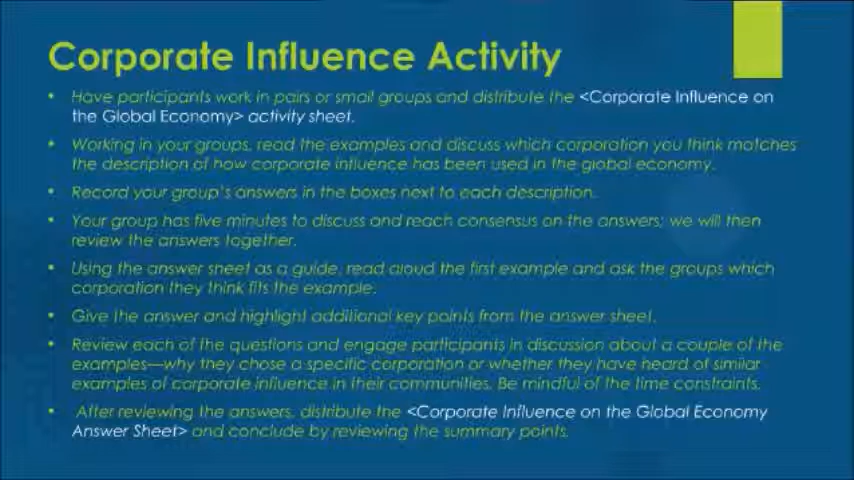 Corporate Influence Activity
• Have participants work in pairs or small groups and distribute the <Corporate Influence on
the Global Economy> activity sheet.
• Working in your groups, read the examples and discuss which corporation you think matches
the description of how corporate influence has been used in the global economy.
• Record your group's answers in the boxes next to each description.
• Your group has five minutes to discuss and reach consensus on the answers; we will then
review the answers together.
• Using the answer sheet as a guide, read aloud the first example and ask the groups which
corporation they think fits the example.
• Give the answer and highlight additional key points from the answer sheet.
• Review each of the questions and engage participants in discussion about a couple of the
examples—why they chose a specific corporation or whether they have heard of similar
examples of corporate influence in their communities. Be mindful of the time constraints.
• After reviewing the answers, distribute the <Corporate Influence on the Global Economy
Answer Sheet> and conclude by reviewing the summary points.